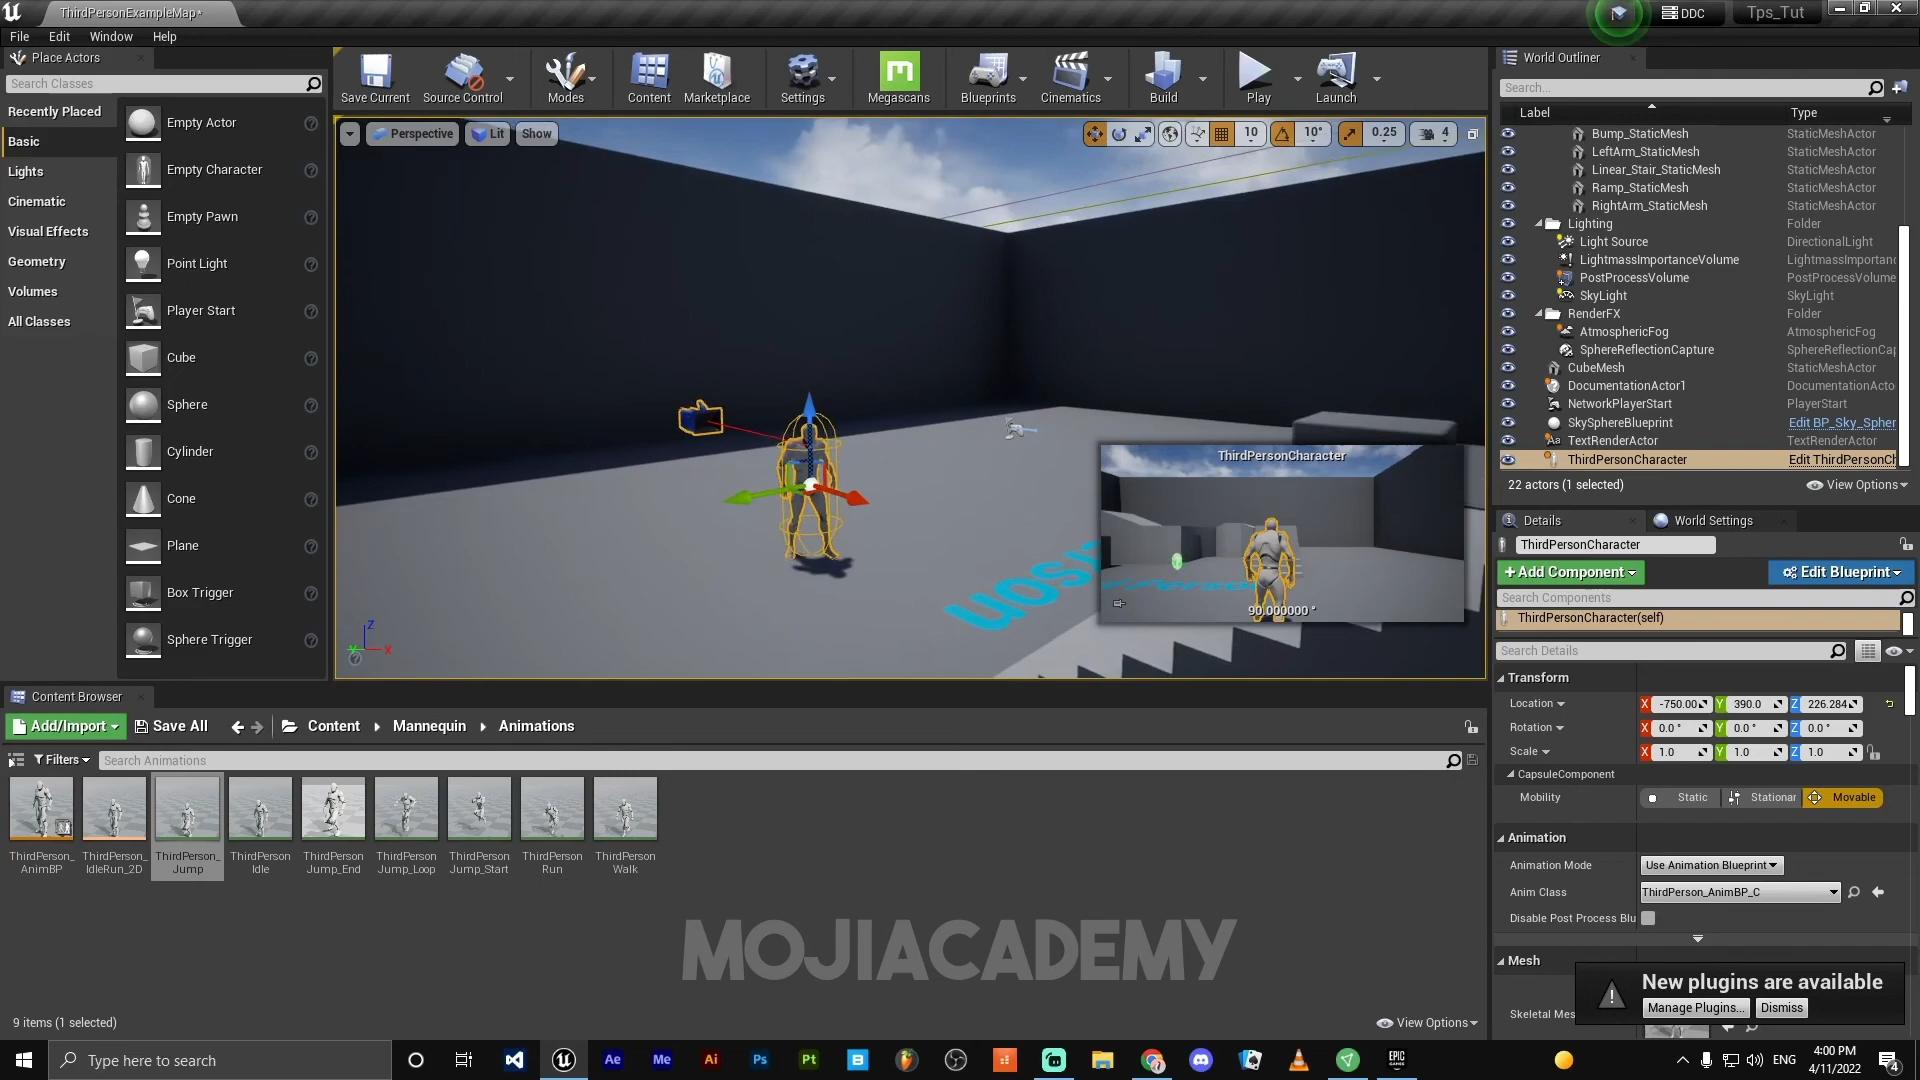 ThirdPersonExampleMap*
DDC
Tps_Tut
File Edit Window Help
Place Actors
Search Classes
Recently Placed
Basic
Lights
Cinematic
Visual Effects
Geometry
Volumes
All Classes
Empty Actor
Empty Character
Empty Pawn
Point Light
Player Start
Cube
Sphere
Cylinder
Cone
Plane
Box Trigger
Sphere Trigger
Save Current
Source Control
Modes
Content
Marketplace
Settings
Megascans
Blueprints
Cinematics
Build
Play
Launch
Perspective
Lit
Show
10
10°
0.25
4
ThirdPersonCharacter
90.000000 °
Z
X
World Outliner
Search...
Label Type
Bump_StaticMesh StaticMeshActor
LeftArm_StaticMesh StaticMeshActor
Linear_Stair_StaticMesh StaticMeshActor
Ramp_StaticMesh StaticMeshActor
RightArm_StaticMesh StaticMeshActor
Lighting Folder
Light Source DirectionalLight
LightmassImportanceVolume LightmassImportanc
PostProcessVolume PostProcessVolume
SkyLight SkyLight
RenderFX Folder
AtmosphericFog AtmosphericFog
SphereReflectionCapture SphereReflectionCap
CubeMesh StaticMeshActor
DocumentationActor1 DocumentationActo
NetworkPlayerStart PlayerStart
SkySphereBlueprint Edit BP_Sky_Spher
TextRenderActor TextRenderActor
ThirdPersonCharacter Edit ThirdPersonCh
22 actors (1 selected) View Options
Details World Settings
ThirdPersonCharacter
+Add Component Edit Blueprint
Search Components
ThirdPersonCharacter(self)
Search Details
Transform
Location X -750.00 Y 390.0 Z 226.284
Rotation X 0.0 ° Y 0.0 ° Z 0.0 °
Scale X 1.0 Y 1.0 Z 1.0
CapsuleComponent
Mobility Static Stationar Movable
Animation
Animation Mode Use Animation Blueprint
Anim Class ThirdPerson_AnimBP_C
Disable Post Process Blu
Mesh
Skeletal Mes
New plugins are available
Manage Plugins... Dismiss
Content Browser
Add/Import Save All Content Mannequin Animations
Filters Search Animations
ThirdPerson_
AnimBP
ThirdPerson_
IdleRun_2D
ThirdPerson_
Jump
ThirdPerson
Idle
ThirdPerson
Jump_End
ThirdPerson
Jump_Loop
ThirdPerson
Jump_Start
ThirdPerson
Run
ThirdPerson
Walk
MOJIACADEMY
9 items (1 selected) View Options
Type here to search
Ae
Me
Ai
Ps
Pt
EPIC
GAMES
ENG
4:00 PM
4/11/2022
4